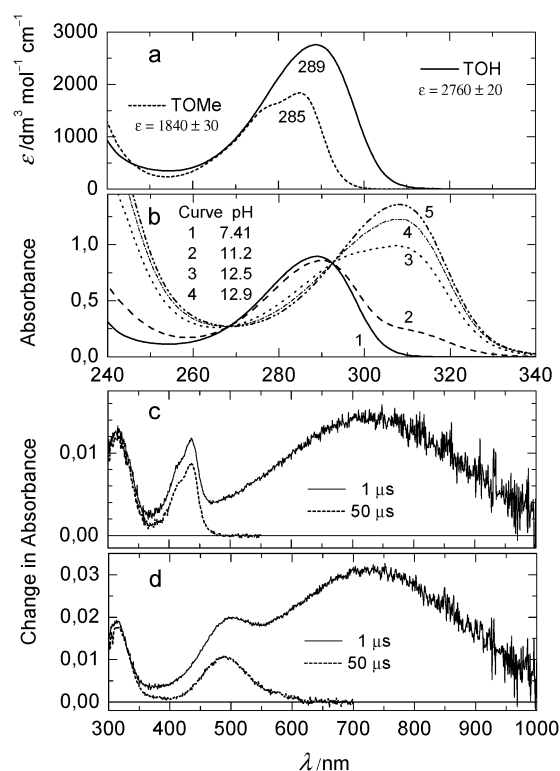 3000
2000
1000
0
ε /dm³ mol⁻¹ cm⁻¹
a
289
TOH
ε = 2760 ± 20
TOMe
ε = 1840 ± 30
285
1,0
0,5
0,0
Absorbance
b
Curve pH
1 7.41
2 11.2
3 12.5
4 12.9
5
4
3
2
1
240 260 280 300 320 340
c
0,01
0,00
1 μs
50 μs
Change in Absorbance
d
0.03
0.02
0.01
0.00
1 μs
50 μs
300 400 500 600 700 800 900 1000
λ /nm